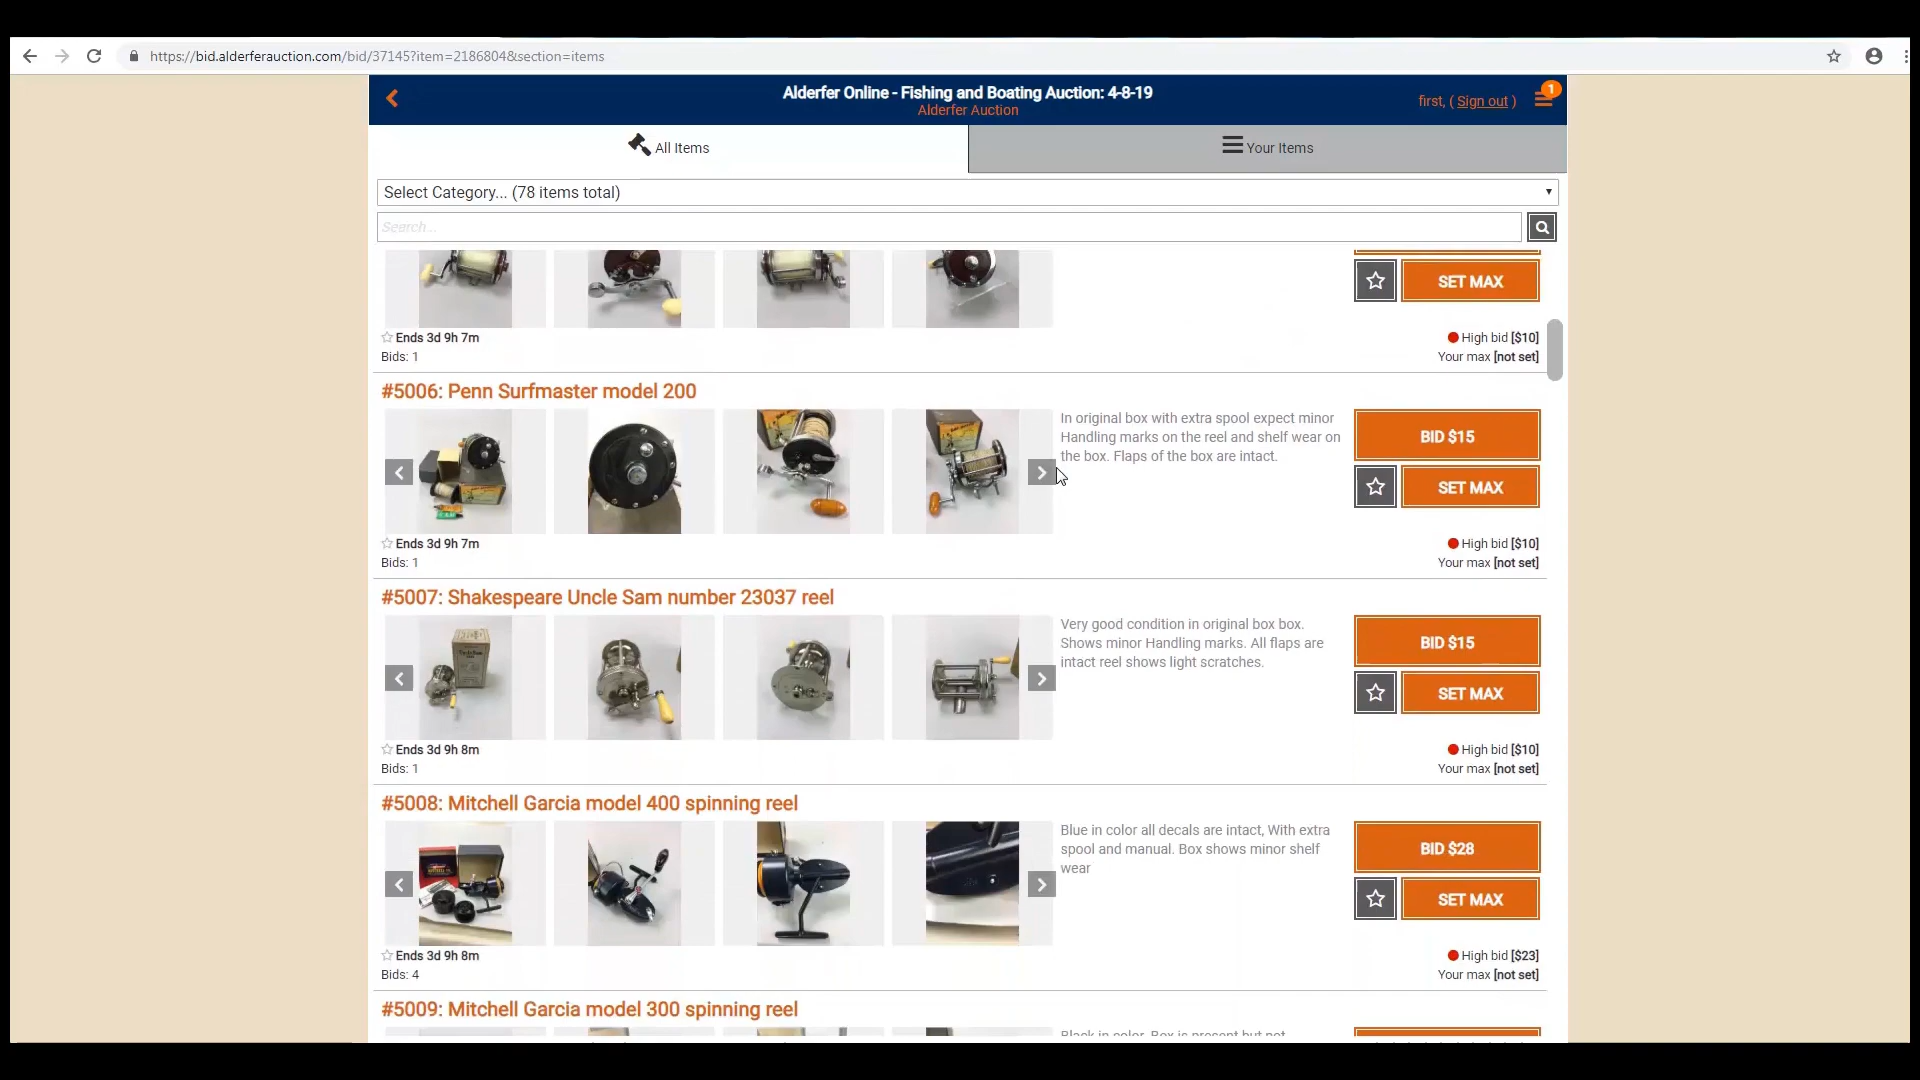 https://bid.alderferauction.com/bid/37145?item=2186804&section=items
Alderfer Online - Fishing and Boating Auction: 4-8-19
Alderfer Auction
first, ( Sign out )
1
All Items
Your Items
Select Category... (78 items total)
Search...
SET MAX
Ends 3d 9h 7m
High bid [$10]
Bids: 1
Your max [not set]
#5006: Penn Surfmaster model 200
In original box with extra spool expect minor
Handling marks on the reel and shelf wear on
the box. Flaps of the box are intact.
BID $15
SET MAX
Ends 3d 9h 7m
High bid [$10]
Bids: 1
Your max [not set]
#5007: Shakespeare Uncle Sam number 23037 reel
Very good condition in original box box.
Shows minor Handling marks. All flaps are
intact reel shows light scratches.
BID $15
SET MAX
Ends 3d 9h 8m
High bid [$10]
Bids: 1
Your max [not set]
#5008: Mitchell Garcia model 400 spinning reel
Blue in color all decals are intact, With extra
spool and manual. Box shows minor shelf
wear
BID $28
SET MAX
Ends 3d 9h 8m
High bid [$23]
Bids: 4
Your max [not set]
#5009: Mitchell Garcia model 300 spinning reel
Black in color. Box is present but not